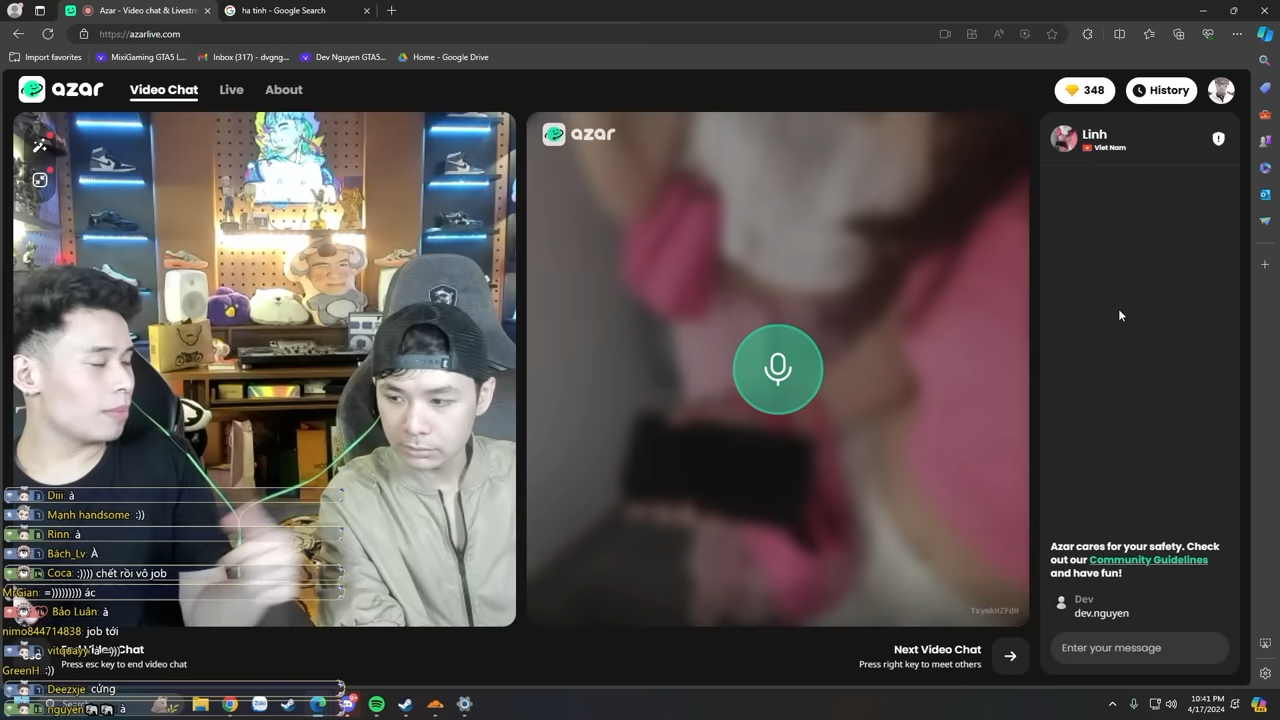 Azar - Video chat & Livestr
ha tinh - Google Search
https://azarlive.com
Import favorites
MixiGaming GTA5 L...
Inbox (317) - dvgng...
Dev Nguyen GTA5...
Home - Google Drive
azar
Video Chat
Live
About
348
History
azar
Linh
Viet Nam
Diii: à
Mạnh handsome :))
Rinn: à
Bách_Lv: À
Coca: :)))) chết rồi vô job
MrGian: =))))))))) ác
Bảo Luân: à
nimo844714838: job tới
GreenH: :))
Deezxje: cứng
nguyen à
Chat
Press esc key to end video chat
TxymkHZFdH
Next Video Chat
Press right key to meet others
Azar cares for your safety. Check
out our Community Guidelines
and have fun!
Dev
dev.nguyen
Enter your message
10:41 PM
4/17/2024